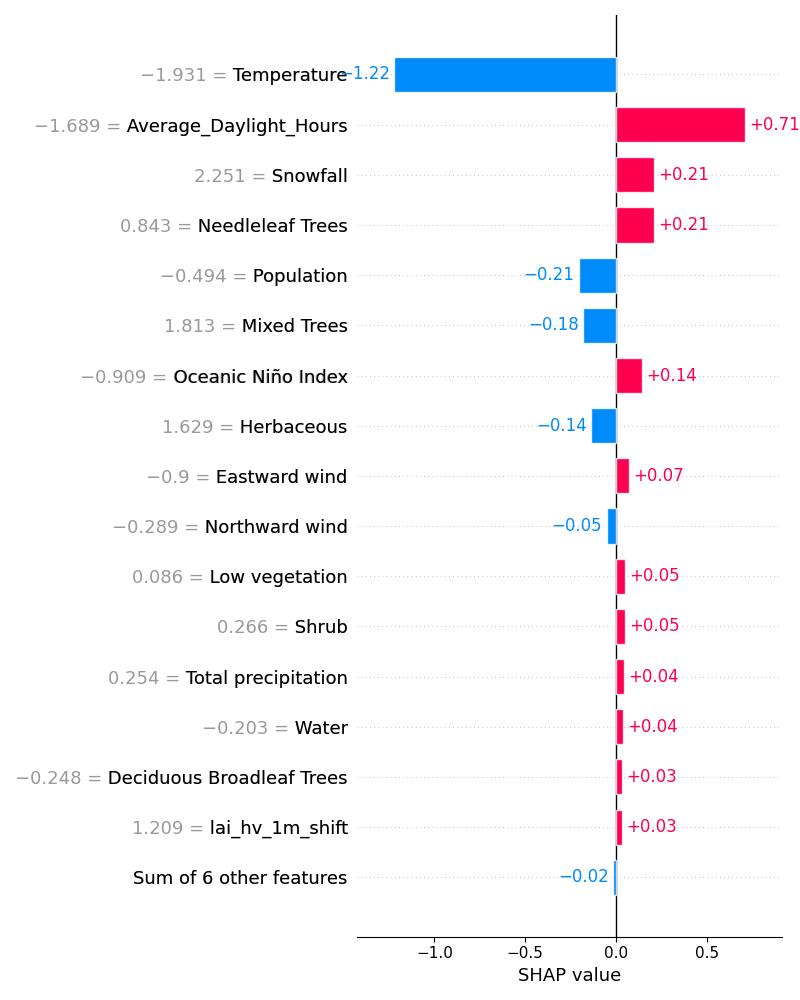 −1.931 = Temperature −1.22
−1.689 = Average_Daylight_Hours +0.71
2.251 = Snowfall +0.21
0.843 = Needleleaf Trees +0.21
−0.494 = Population −0.21
1.813 = Mixed Trees −0.18
−0.909 = Oceanic Niño Index +0.14
1.629 = Herbaceous −0.14
−0.9 = Eastward wind +0.07
−0.289 = Northward wind −0.05
0.086 = Low vegetation +0.05
0.266 = Shrub +0.05
0.254 = Total precipitation +0.04
−0.203 = Water +0.04
−0.248 = Deciduous Broadleaf Trees +0.03
1.209 = lai_hv_1m_shift +0.03
Sum of 6 other features −0.02
−1.0 −0.5 0.0 0.5
SHAP value